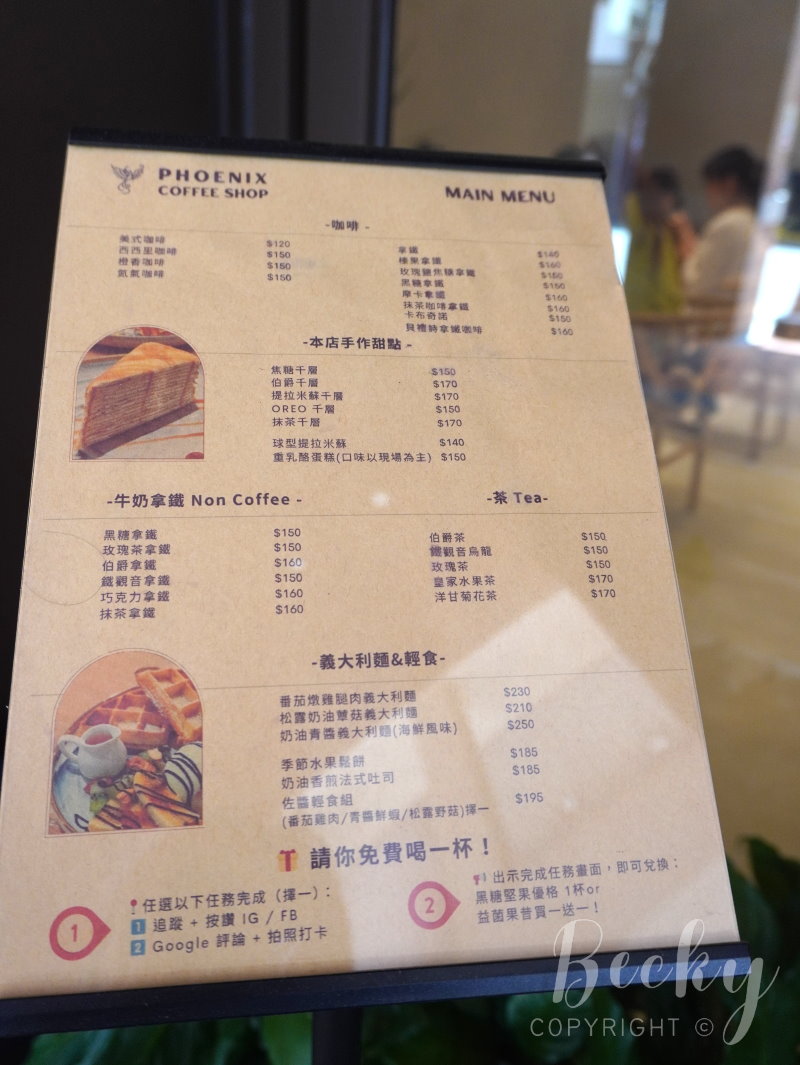 PHOENIX
COFFEE SHOP
MAIN MENU
-咖啡 -
美式咖啡 $120
西西里咖啡 $150
橙香咖啡 $150
氮氣咖啡 $150
拿鐵 $140
榛果拿鐵 $160
玫瑰鹽焦糖拿鐵 $150
黑糖拿鐵 $150
摩卡拿鐵 $160
抹茶咖啡拿鐵 $160
卡布奇諾 $150
貝禮詩拿鐵咖啡 $160
-本店手作甜點 -
焦糖千層 $150
伯爵千層 $170
提拉米蘇千層 $170
OREO 千層 $150
抹茶千層 $170
球型提拉米蘇 $140
重乳酪蛋糕(口味以現場為主) $150
-牛奶拿鐵 Non Coffee -
黑糖拿鐵 $150
玫瑰茶拿鐵 $150
伯爵拿鐵 $160
鐵觀音拿鐵 $150
巧克力拿鐵 $160
抹茶拿鐵 $160
-茶 Tea-
伯爵茶 $150
鐵觀音烏龍 $150
玫瑰茶 $150
皇家水果茶 $170
洋甘菊花茶 $170
-義大利麵&輕食-
番茄燉雞腿肉義大利麵 $230
松露奶油蕈菇義大利麵 $210
奶油青醬義大利麵(海鮮風味) $250
季節水果鬆餅 $185
奶油香煎法式吐司 $185
佐醬輕食組 $195
(番茄雞肉/青醬鮮蝦/松露野菇)擇一
請你免費喝一杯！
1
任選以下任務完成（擇一）：
1 追蹤 + 按讚 IG / FB
2 Google 評論 + 拍照打卡
2
出示完成任務畫面，即可兌換：
黑糖堅果優格 1杯or
益菌果昔買一送一！
Becky
COPYRIGHT ©